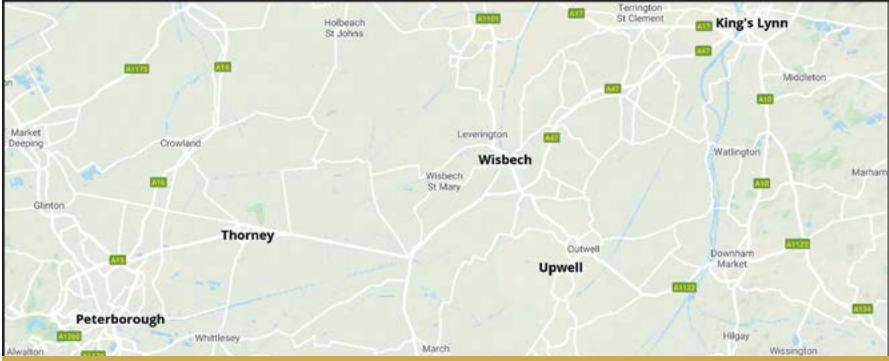 Terrington
St Clement
A1101
A17
Holbeach
St Johns
A17
King's Lynn
A47
A1175
A16
Middleton
A47
A10
Market
Deeping
Crowland
Leverington
A47
Wisbech
Watlington
Wisbech
St Mary
A16
A10
Marham
Glinton
Thorney
Outwell
A1122
Downham
Market
Upwell
A15
A1122
A134
Peterborough
Whittlesey
Hilgay
March
Alwalton
Wissington